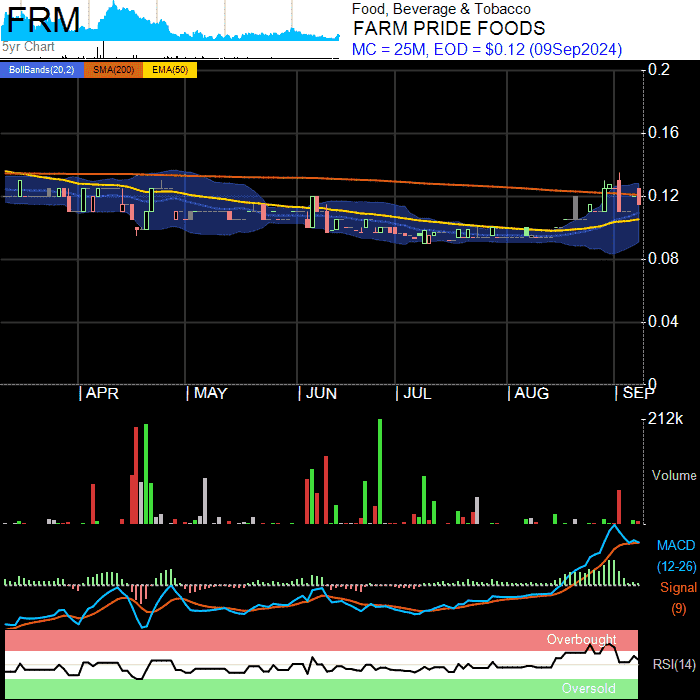 FRM
5yr Chart
Food, Beverage & Tobacco
FARM PRIDE FOODS
MC = 25M, EOD = $0.12 (09Sep2024)
BollBands(20,2) SMA(200) EMA(50)
0.2
0.16
0.12
0.08
0.04
0
APR MAY JUN JUL AUG SEP
212k
Volume
MACD
(12-26)
Signal
(9)
Overbought
RSI(14)
Oversold